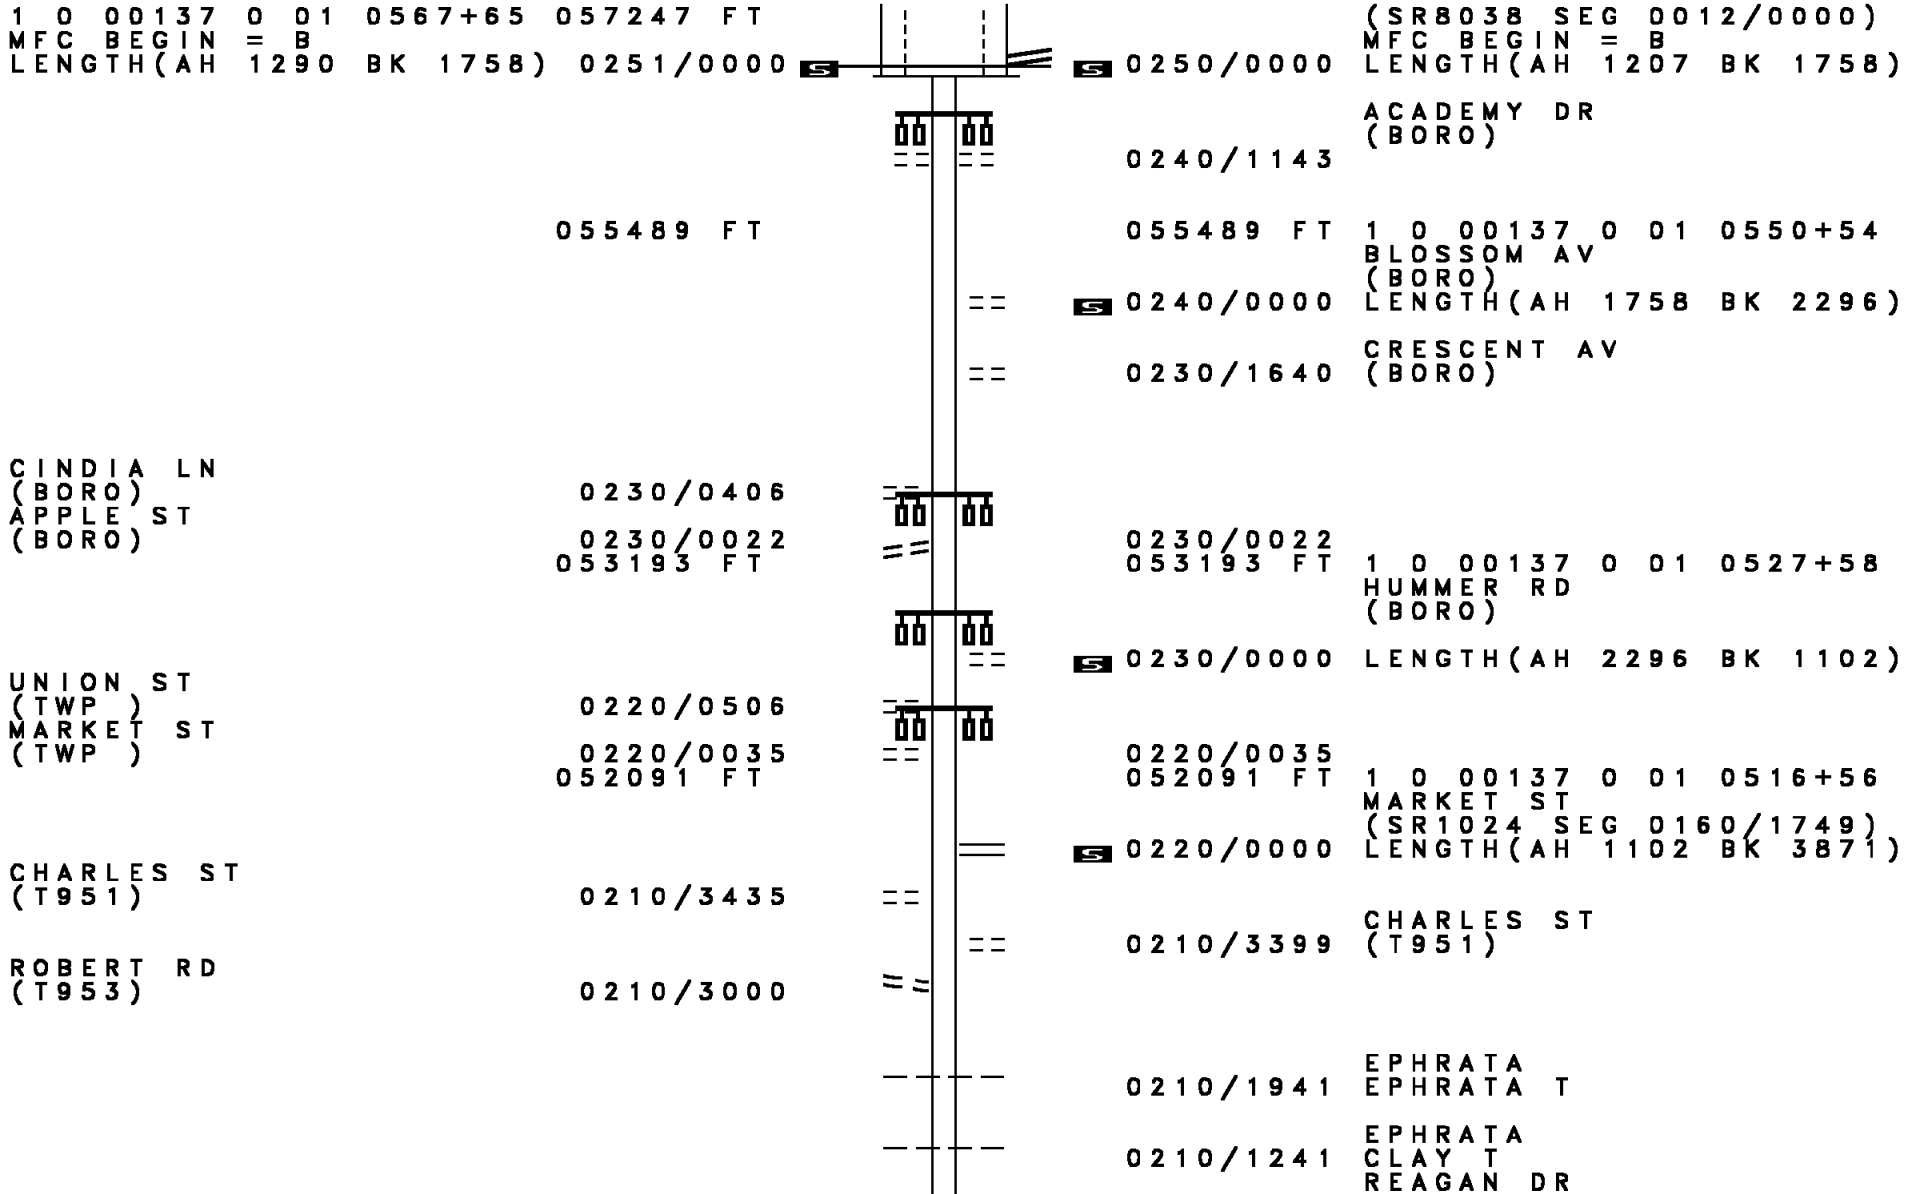 1 0 00137 0 01 0567+65 057247 FT (SR8038 SEG 0012/0000)
MFC BEGIN = B MFC BEGIN = B
LENGTH(AH 1290 BK 1758) 0251/0000 S S 0250/0000 LENGTH(AH 1207 BK 1758)
ACADEMY DR
(BORO)
0240/1143
055489 FT 055489 FT 1 0 00137 0 01 0550+54
BLOSSOM AV
(BORO)
S 0240/0000 LENGTH(AH 1758 BK 2296)
CRESCENT AV
0230/1640 (BORO)
CINDIA LN
(BORO) 0230/0406
APPLE ST
(BORO) 0230/0022 0230/0022
053193 FT 053193 FT 1 0 00137 0 01 0527+58
HUMMER RD
(BORO)
S 0230/0000 LENGTH(AH 2296 BK 1102)
UNION ST
(TWP ) 0220/0506
MARKET ST
(TWP ) 0220/0035 0220/0035
052091 FT 052091 FT 1 0 00137 0 01 0516+56
MARKET ST
(SR1024 SEG 0160/1749)
S 0220/0000 LENGTH(AH 1102 BK 3871)
CHARLES ST
(T951) 0210/3435
CHARLES ST
0210/3399 (T951)
ROBERT RD
(T953) 0210/3000
EPHRATA
0210/1941 EPHRATA T
EPHRATA
0210/1241 CLAY T
REAGAN DR